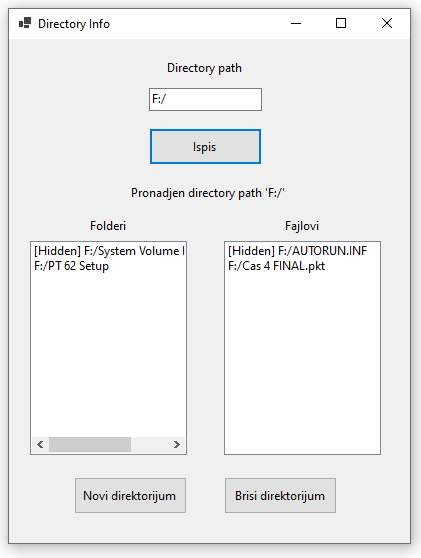 Directory Info
Directory path
F:/
Ispis
Pronadjen directory path 'F:/'
Folderi
Fajlovi
[Hidden] F:/System Volume I
F:/PT 62 Setup
[Hidden] F:/AUTORUN.INF
F:/Cas 4 FINAL.pkt
Novi direktorijum
Brisi direktorijum